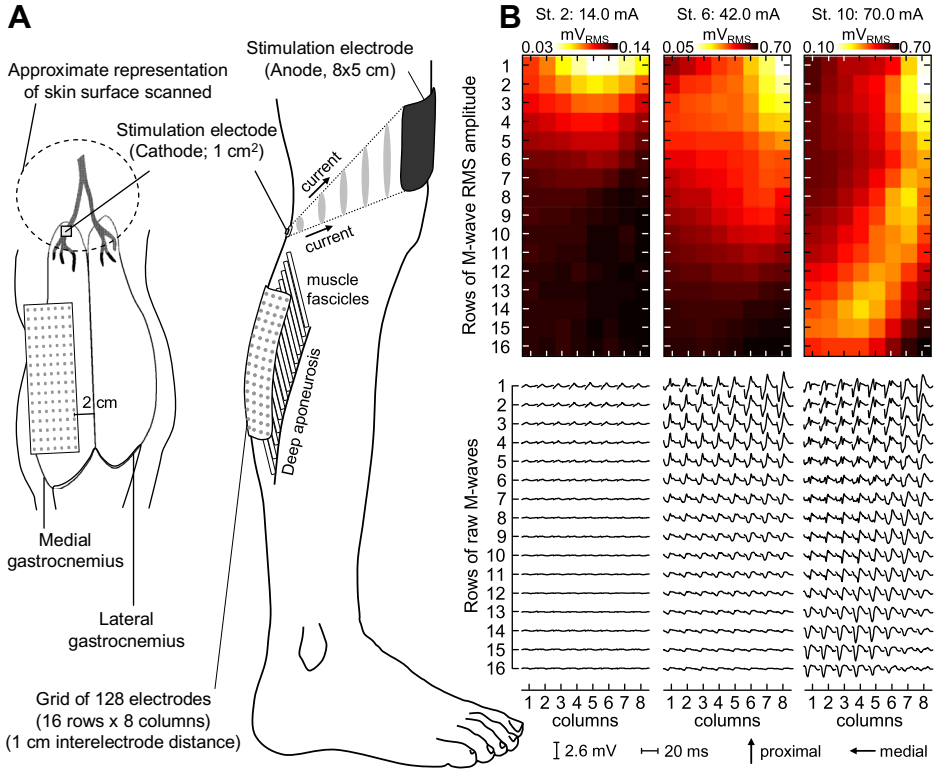 A
Stimulation electrode
(Anode, 8x5 cm)
Approximate representation
of skin surface scanned
Stimulation electode
(Cathode; 1 cm²)
current
current
muscle
fascicles
Deep aponeurosis
2 cm
Medial
gastrocnemius
Lateral
gastrocnemius
Grid of 128 electrodes
(16 rows x 8 columns)
(1 cm interelectrode distance)
B
St. 2: 14.0 mA St. 6: 42.0 mA St. 10: 70.0 mA
mVRMS mVRMS mVRMS
0.03 0.14 0.05 0.70 0.10 0.70
Rows of M-wave RMS amplitude
1
2
3
4
5
6
7
8
9
10
11
12
13
14
15
16
Rows of raw M-waves
1
2
3
4
5
6
7
8
9
10
11
12
13
14
15
16
1 2 3 4 5 6 7 8 1 2 3 4 5 6 7 8 1 2 3 4 5 6 7 8
columns columns columns
2.6 mV 20 ms proximal medial